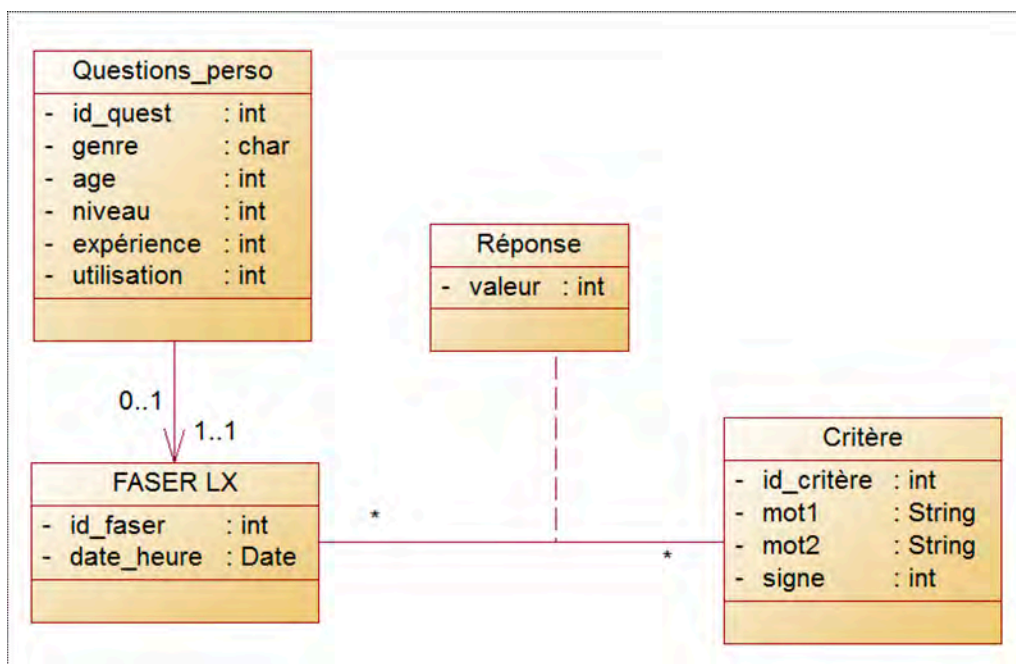 Questions_perso
- id_quest : int
- genre : char
- age : int
- niveau : int
- expérience : int
- utilisation : int
Réponse
- valeur : int
0..1
1..1
FASER LX
- id_faser : int
- date_heure : Date
*
*
Critère
- id_critère : int
- mot1 : String
- mot2 : String
- signe : int